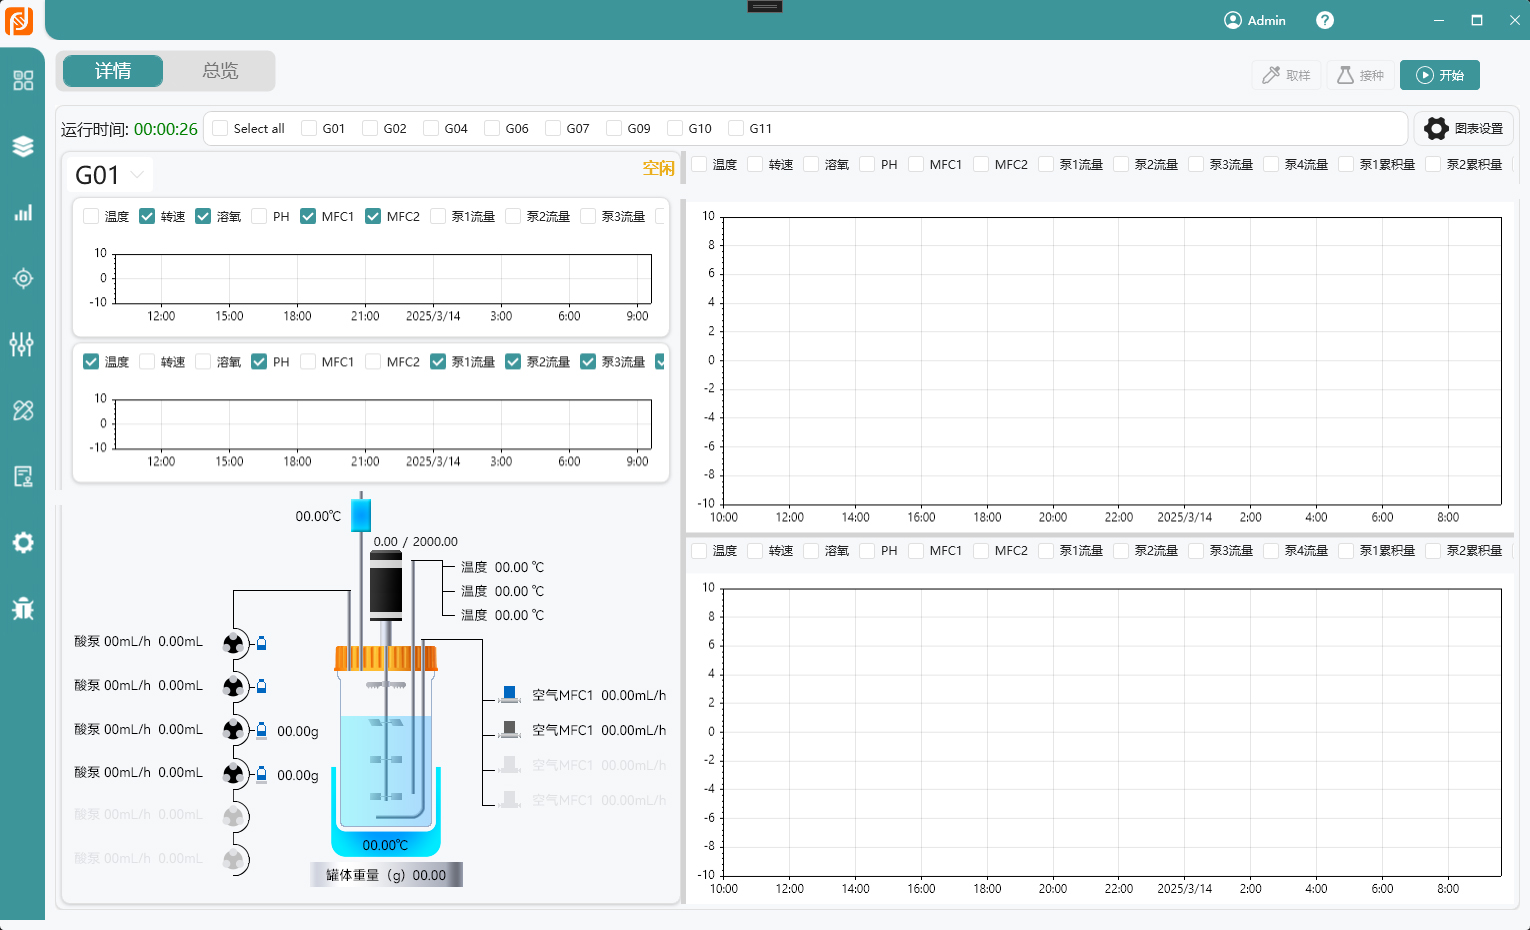 Admin
详情 总览
取样 接种 开始
运行时间: 00:00:26 Select all G01 G02 G04 G06 G07 G09 G10 G11 图表设置
G01 空闲
温度 转速 溶氧 PH MFC1 MFC2 泵1流量 泵2流量 泵3流量
10
0
-10
12:00 15:00 18:00 21:00 2025/3/14 3:00 6:00 9:00
温度 转速 溶氧 PH MFC1 MFC2 泵1流量 泵2流量 泵3流量
10
0
-10
12:00 15:00 18:00 21:00 2025/3/14 3:00 6:00 9:00
00.00℃
0.00 / 2000.00
温度 00.00 ℃
温度 00.00 ℃
温度 00.00 ℃
酸泵 00mL/h 0.00mL
酸泵 00mL/h 0.00mL
酸泵 00mL/h 0.00mL 00.00g
酸泵 00mL/h 0.00mL 00.00g
酸泵 00mL/h 0.00mL
酸泵 00mL/h 0.00mL
空气MFC1 00.00mL/h
空气MFC1 00.00mL/h
空气MFC1 00.00mL/h
空气MFC1 00.00mL/h
00.00℃
罐体重量（g）00.00
温度 转速 溶氧 PH MFC1 MFC2 泵1流量 泵2流量 泵3流量 泵4流量 泵1累积量 泵2累积量
10
8
6
4
2
0
-2
-4
-6
-8
-10
10:00 12:00 14:00 16:00 18:00 20:00 22:00 2025/3/14 2:00 4:00 6:00 8:00
温度 转速 溶氧 PH MFC1 MFC2 泵1流量 泵2流量 泵3流量 泵4流量 泵1累积量 泵2累积量
10
8
6
4
2
0
-2
-4
-6
-8
-10
10:00 12:00 14:00 16:00 18:00 20:00 22:00 2025/3/14 2:00 4:00 6:00 8:00